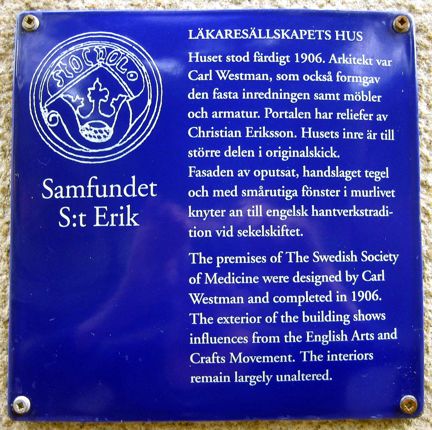 STOCHOLM
LÄKARESÄLLSKAPETS HUS
Huset stod färdigt 1906. Arkitekt var
Carl Westman, som också formgav
den fasta inredningen samt möbler
och armatur. Portalen har reliefer av
Christian Eriksson. Husets inre är till
större delen i originalskick.
Fasaden av oputsat, handslaget tegel
och med smårutiga fönster i murlivet
knyter an till engelsk hantverkstradi-
tion vid sekelskiftet.
The premises of The Swedish Society
of Medicine were designed by Carl
Westman and completed in 1906.
The exterior of the building shows
influences from the English Arts and
Crafts Movement. The interiors
remain largely unaltered.
Samfundet
S:t Erik